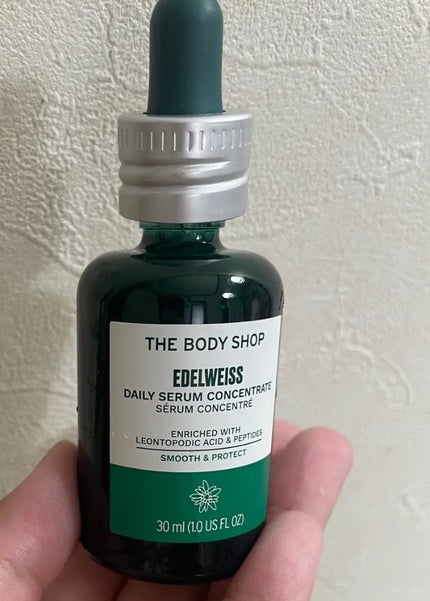 THE BODY SHOP
EDELWEISS
DAILY SERUM CONCENTRATE
SÉRUM CONCENTRÉ
ENRICHED WITH
LEONTOPODIC ACID & PEPTIDES
SMOOTH & PROTECT
30 ml (1.0 US FL OZ)